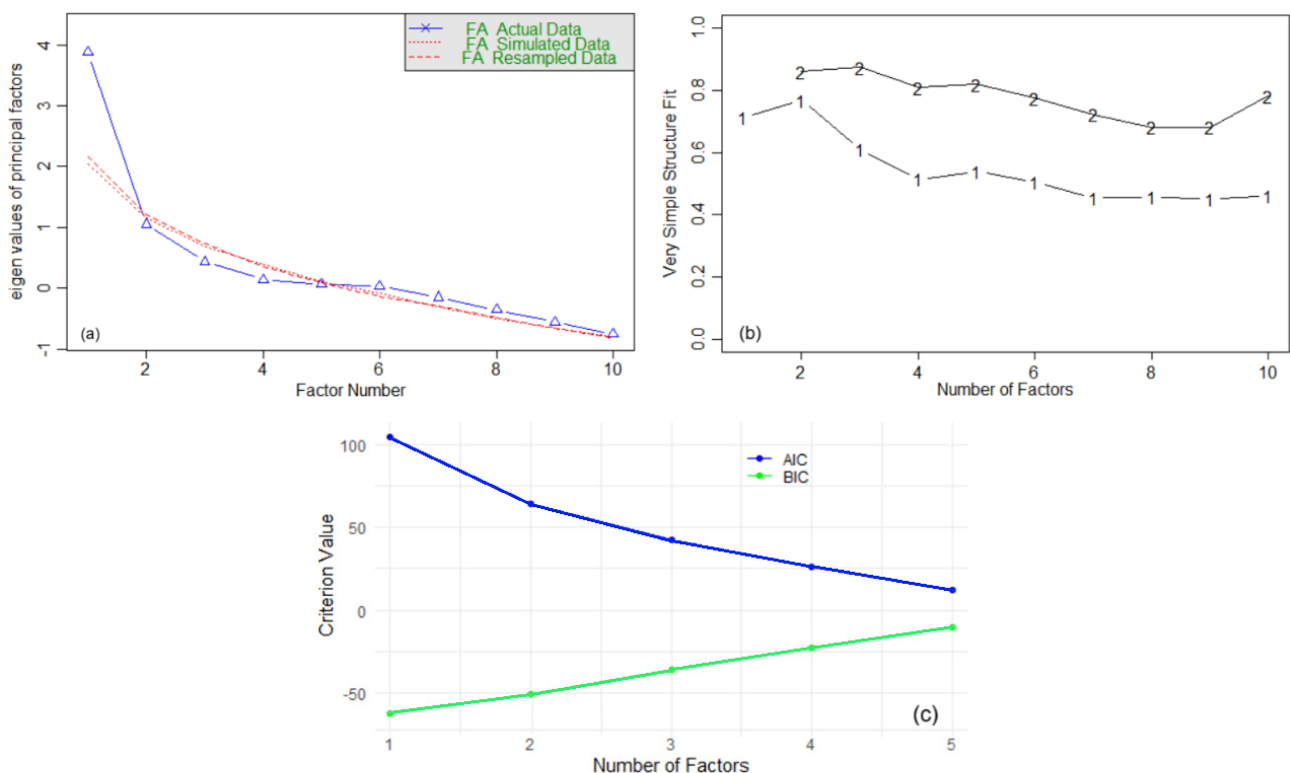 FA Actual Data
FA Simulated Data
FA Resampled Data
eigen values of principal factors
4
3
2
1
0
-1
(a)
2
4
6
8
10
Factor Number
Very Simple Structure Fit
1.0
0.8
0.6
0.4
0.2
0.0
2 2 2 2 2 2 2 2 2
1 1 1 1 1 1 1 1 1 1
(b)
2
4
6
8
10
Number of Factors
Criterion Value
100
50
0
-50
AIC
BIC
(c)
1
2
3
4
5
Number of Factors